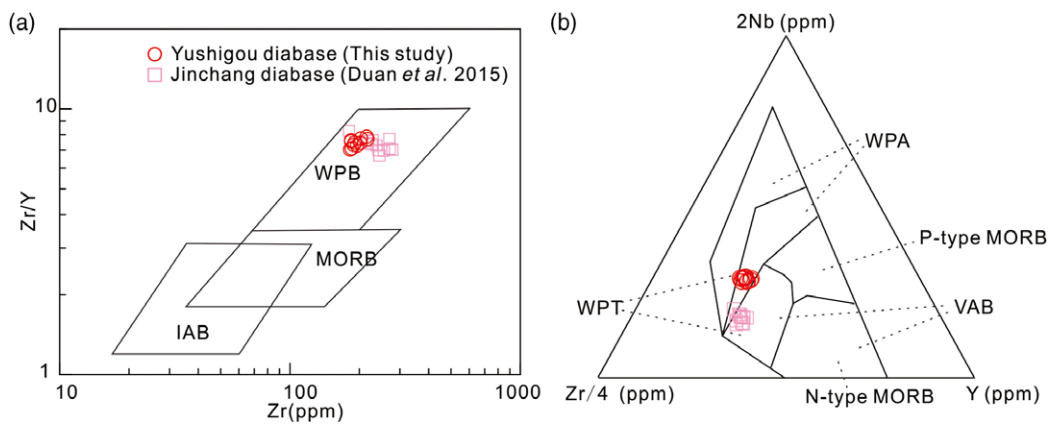 (a)
20
Yushigou diabase (This study)
Jinchang diabase (Duan et al. 2015)
10
WPB
Zr/Y
MORB
IAB
1
10
100
1000
Zr(ppm)
(b)
2Nb (ppm)
WPA
P-type MORB
WPT
VAB
Zr/4 (ppm)
N-type MORB
Y (ppm)